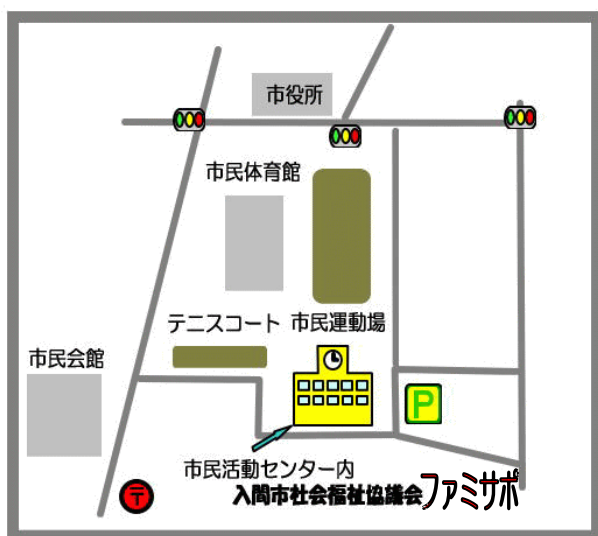 市役所
市民体育館
テニスコート 市民運動場
市民会館
P
市民活動センター内
〒
入間市社会福祉協議会ファミサポ